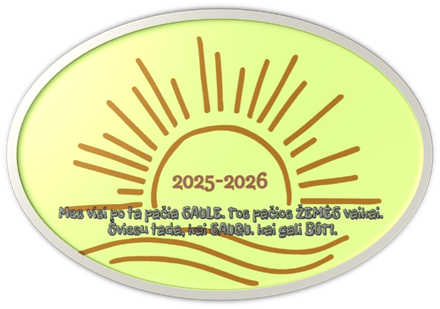 2025-2026
Mes visi po ta pačia SAULE. Tos pačios ŽEMĖS vaikai.
Šviesu tada, kai SAUGU, kai gali BŪTI.